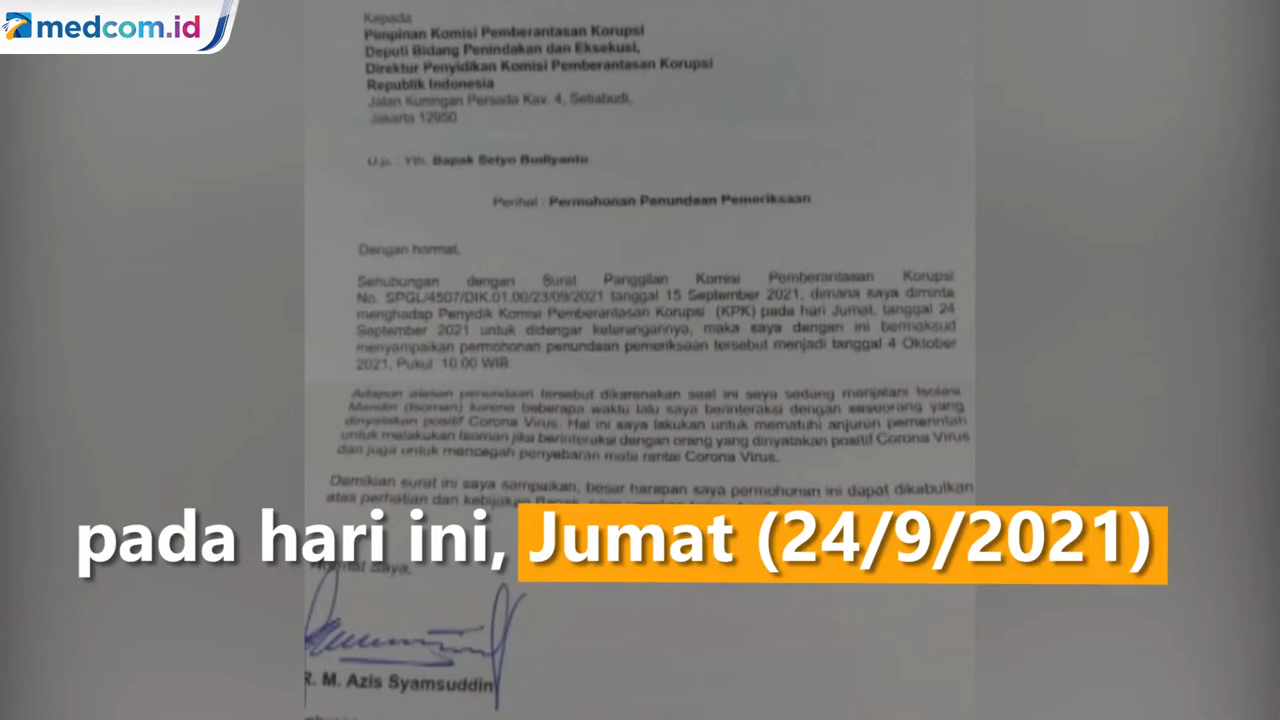 medcom.id
Kepada
Pimpinan Komisi Pemberantasan Korupsi
Deputi Bidang Penindakan dan Eksekusi,
Direktur Penyidikan Komisi Pemberantasan Korupsi
Republik Indonesia
Jalan Kuningan Persada Kav. 4, Setiabudi,
Jakarta 12950
U.p. : Yth. Bapak Setyo Budiyanto
Perihal : Permohonan Penundaan Pemeriksaan
Dengan hormat,
Sehubungan dengan Surat Panggilan Komisi Pemberantasan Korupsi
No. SPGL/4507/DIK.01.00/23/09/2021 tanggal 15 September 2021, dimana saya diminta
menghadap Penyidik Komisi Pemberantasan Korupsi (KPK) pada hari Jumat, tanggal 24
September 2021 untuk didengar keterangannya, maka saya dengan ini bermaksud
menyampaikan permohonan penundaan pemeriksaan tersebut menjadi tanggal 4 Oktober
2021, Pukul 10.00 WIB.
Adapun alasan penundaan tersebut dikarenakan saat ini saya sedang manjalani Isolasi
Mandiri (Isoman) karena beberapa waktu lalu saya berinteraksi dengan seseorang yang
dinyatakan positif Corona Virus. Hal ini saya lakukan untuk mematuhi anjuran pemerintah
untuk melakukan Isoman jika berinteraksi dengan orang yang dinyatakan positif Corona Virus
dan juga untuk mencegah penyebaran mata rantai Corona Virus.
Demikian surat ini saya sampaikan, besar harapan saya permohonan ini dapat dikabulkan
atas perhatian dan kebijakan Bapak,
pada hari ini, Jumat (24/9/2021)
Hormat Saya,
R. M. Azis Syamsuddin